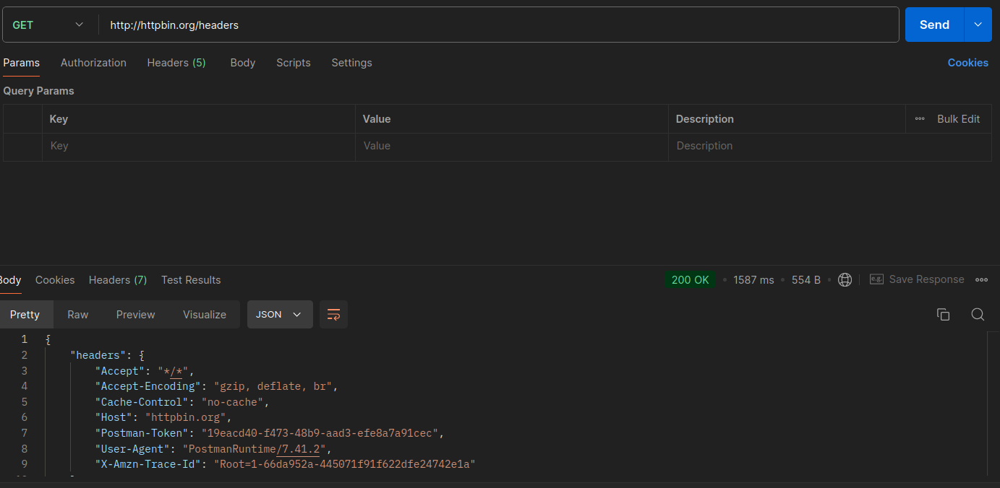 GET http://httpbin.org/headers Send
Params Authorization Headers (5) Body Scripts Settings Cookies
Query Params
Key Value Description Bulk Edit
Key Value Description
Body Cookies Headers (7) Test Results 200 OK 1587 ms 554 B e.g. Save Response
Pretty Raw Preview Visualize JSON
1 {
2 "headers": {
3 "Accept": "*/*",
4 "Accept-Encoding": "gzip, deflate, br",
5 "Cache-Control": "no-cache",
6 "Host": "httpbin.org",
7 "Postman-Token": "19eacd40-f473-48b9-aad3-efe8a7a91cec",
8 "User-Agent": "PostmanRuntime/7.41.2",
9 "X-Amzn-Trace-Id": "Root=1-66da952a-445071f91f622dfe24742e1a"